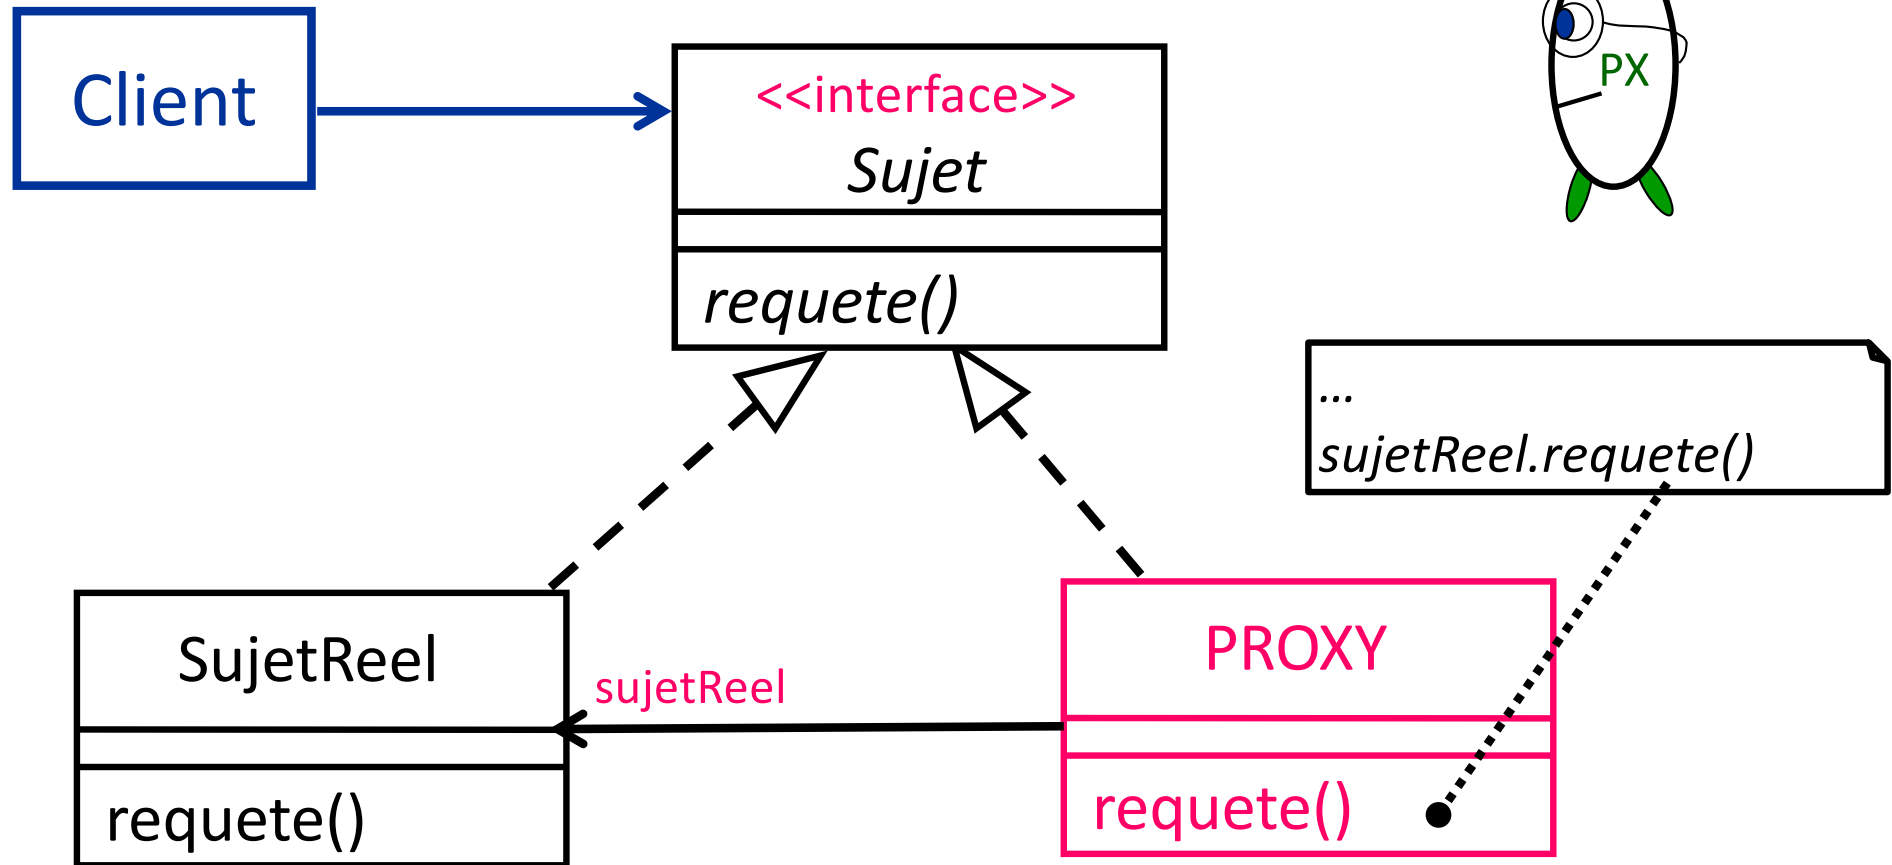 Client
<<interface>>
Sujet
requete()
PX
...
sujetReel.requete()
SujetReel
requete()
sujetReel
PROXY
requete()